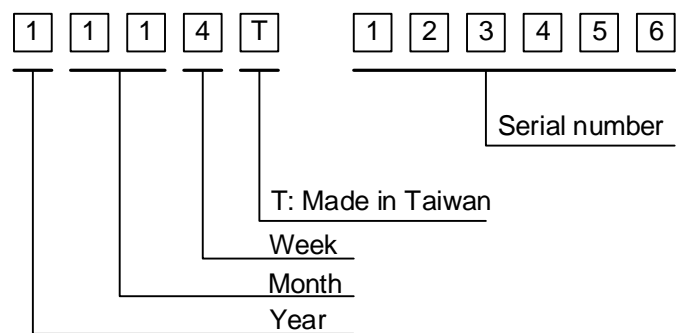 1 1 1 4 T 1 2 3 4 5 6
Serial number
T: Made in Taiwan
Week
Month
Year